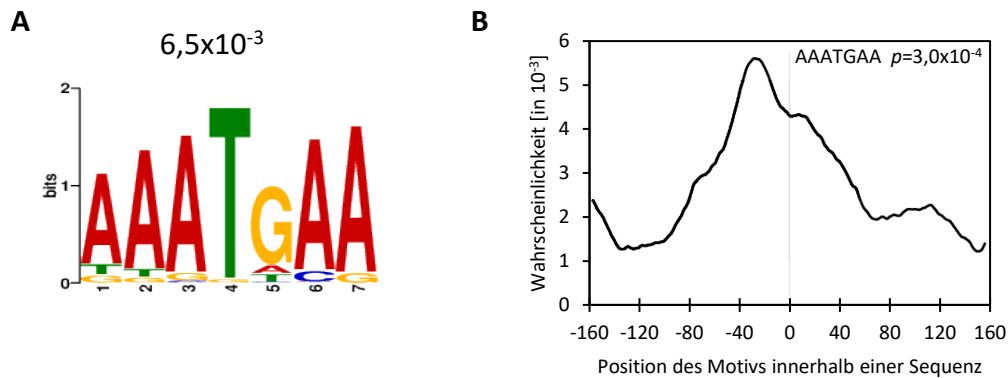 A
6,5x10-3
2
bits
1
0
AAATGAA
1 2 3 4 5 6 7
B
6
AAATGAA p=3,0x10-4
5
4
3
2
1
0
Wahrscheinlichkeit [in 10-3]
-160 -120 -80 -40 0 40 80 120 160
Position des Motivs innerhalb einer Sequenz